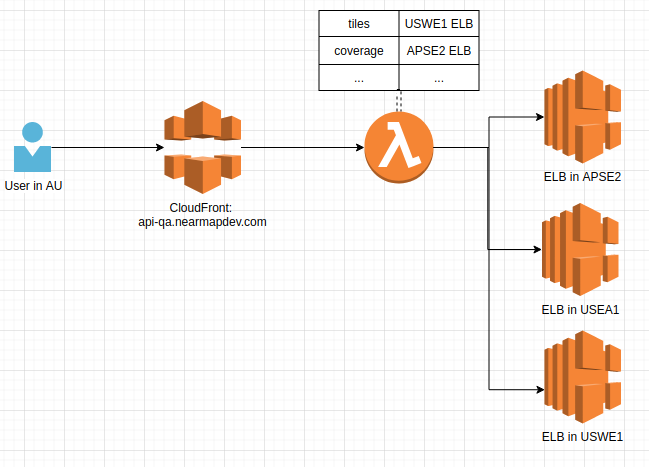 tiles USWE1 ELB
coverage APSE2 ELB
... ...
User in AU
CloudFront:
api-qa.nearmapdev.com
ELB in APSE2
ELB in USEA1
ELB in USWE1